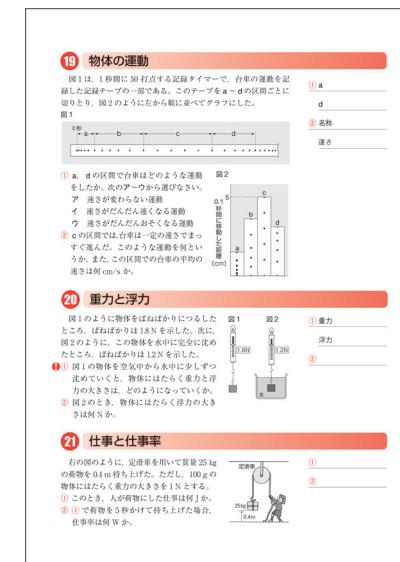 19 物体の運動
図1は，1秒間に50打点する記録タイマーで，台車の運動を記
録した記録テープの一部である。このテープをa～dの区間ごとに
切りとり，図2のように左から順に並べてグラフにした。
図1
0秒
a b c d
① a，dの区間で台車はどのような運動
をしたか。次のア～ウから選びなさい。
ア 速さが変わらない運動
イ 速さがだんだん速くなる運動
ウ 速さがだんだんおそくなる運動
② cの区間では，台車は一定の速さでまっ
すぐ進んだ。このような運動を何とい
うか。また，この区間での台車の平均の
速さは何cm/sか。
図2
0.1秒間に移動した距離
(cm)
5
a b c d
① a
d
② 名称
速さ
20 重力と浮力
図1のように物体をばねばかりにつるした
ところ，ばねばかりは1.8Nを示した。次に，
図2のように，この物体を水中に完全に沈め
たところ，ばねばかりは1.2Nを示した。
① 図1の物体を空気中から水中に少しずつ
沈めていくと，物体にはたらく重力と浮
力の大きさは，どのようになっていくか。
② 図2のとき，物体にはたらく浮力の大き
さは何Nか。
図1 図2
1.8N 1.2N
水
① 重力
浮力
②
21 仕事と仕事率
右の図のように，定滑車を用いて質量25kg
の荷物を0.4m持ち上げた。ただし，100gの
物体にはたらく重力の大きさを1Nとする。
① このとき，人が荷物にした仕事は何Jか。
② ①で荷物を5秒かけて持ち上げた場合，
仕事率は何Wか。
定滑車
25kg
0.4m
①
②